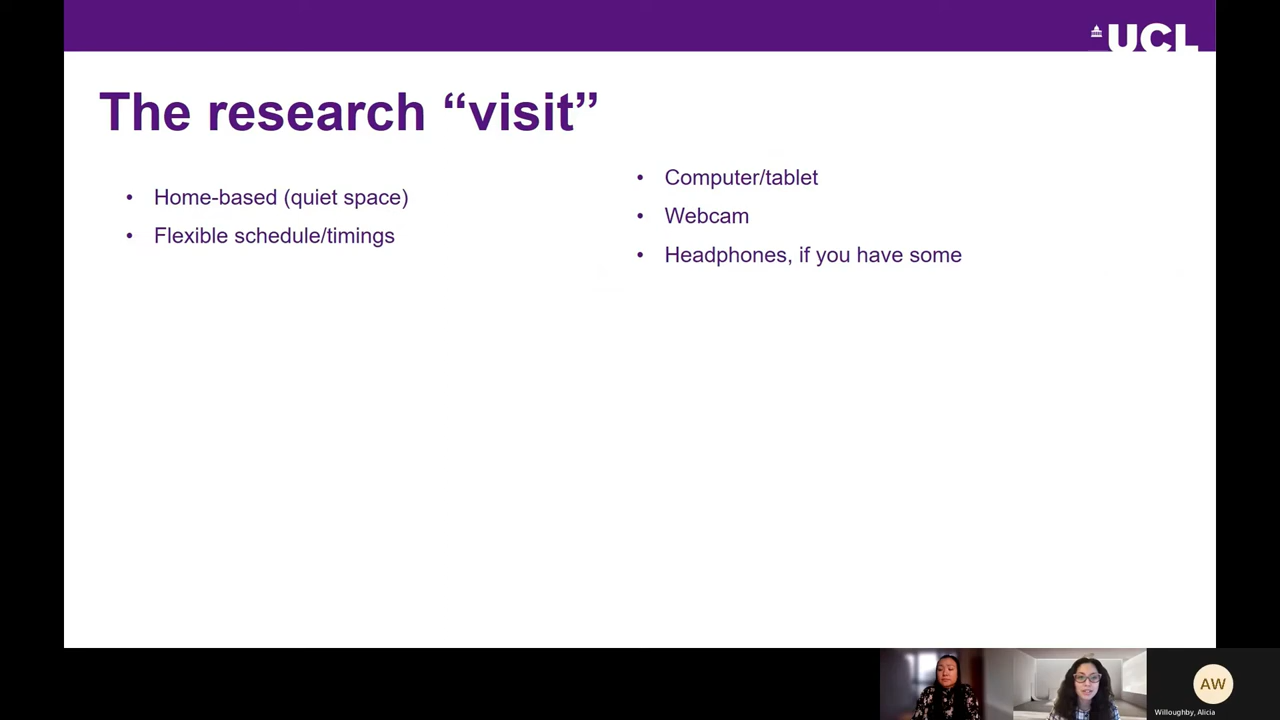 UCL
The research “visit”
• Home-based (quiet space)
• Flexible schedule/timings
• Computer/tablet
• Webcam
• Headphones, if you have some
AW
Willoughby, Alicia